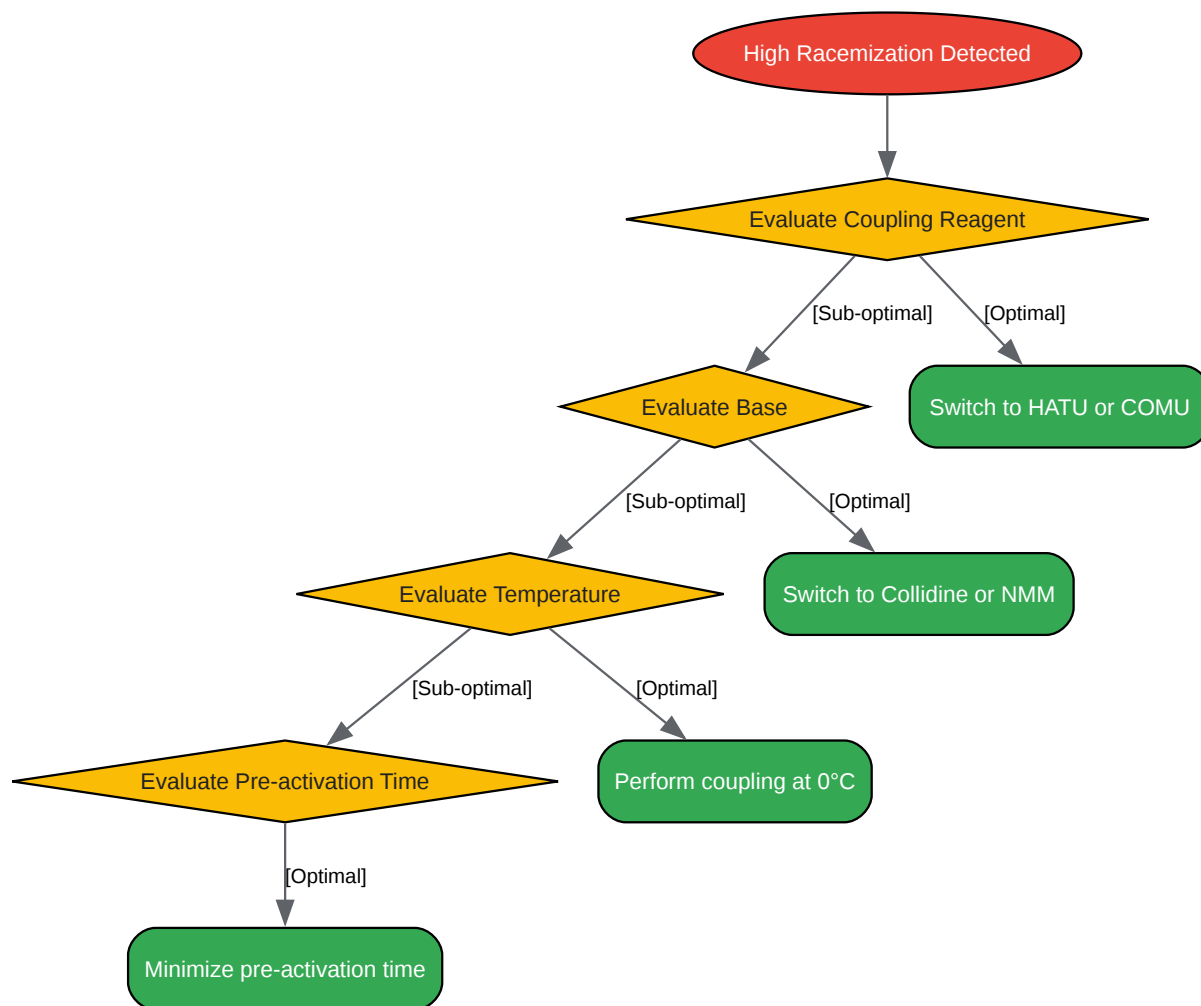 High Racemization Detected
Evaluate Coupling Reagent
[Sub-optimal]
[Optimal]
Evaluate Base
Switch to HATU or COMU
[Sub-optimal]
[Optimal]
Evaluate Temperature
Switch to Collidine or NMM
[Sub-optimal]
[Optimal]
Evaluate Pre-activation Time
Perform coupling at 0°C
[Optimal]
Minimize pre-activation time